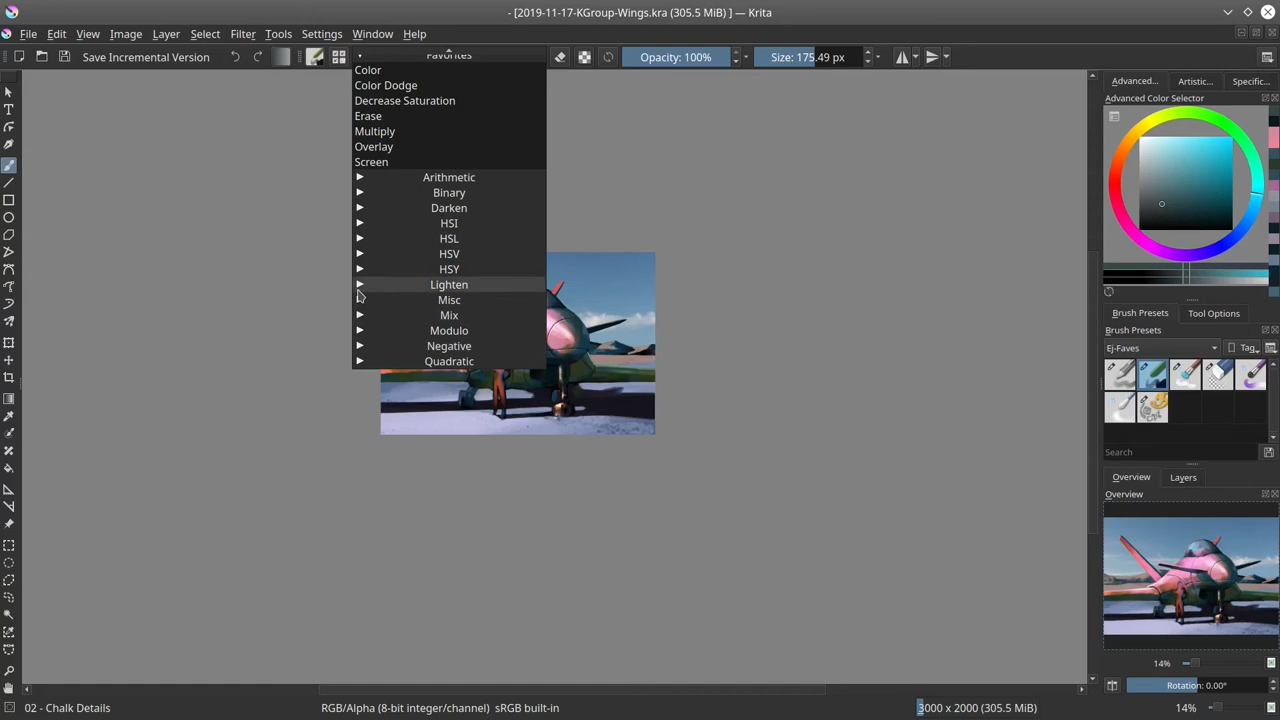 - [2019-11-17-KGroup-Wings.kra (305.5 MiB) ] — Krita
File Edit View Image Layer Select Filter Tools Settings Window Help
Save Incremental Version Favorites Opacity: 100% Size: 175.49 px
Color
Color Dodge
Decrease Saturation
Erase
Multiply
Overlay
Screen
Arithmetic
Binary
Darken
HSI
HSL
HSV
HSY
Lighten
Misc
Mix
Modulo
Negative
Quadratic
Advanced... Artistic... Specific...
Advanced Color Selector
Brush Presets Tool Options
Brush Presets
Ej-Faves Tag
Search
Overview Layers
Overview
14%
Rotation: 0.00°
02 - Chalk Details RGB/Alpha (8-bit integer/channel) sRGB built-in 3000 x 2000 (305.5 MiB) 14%